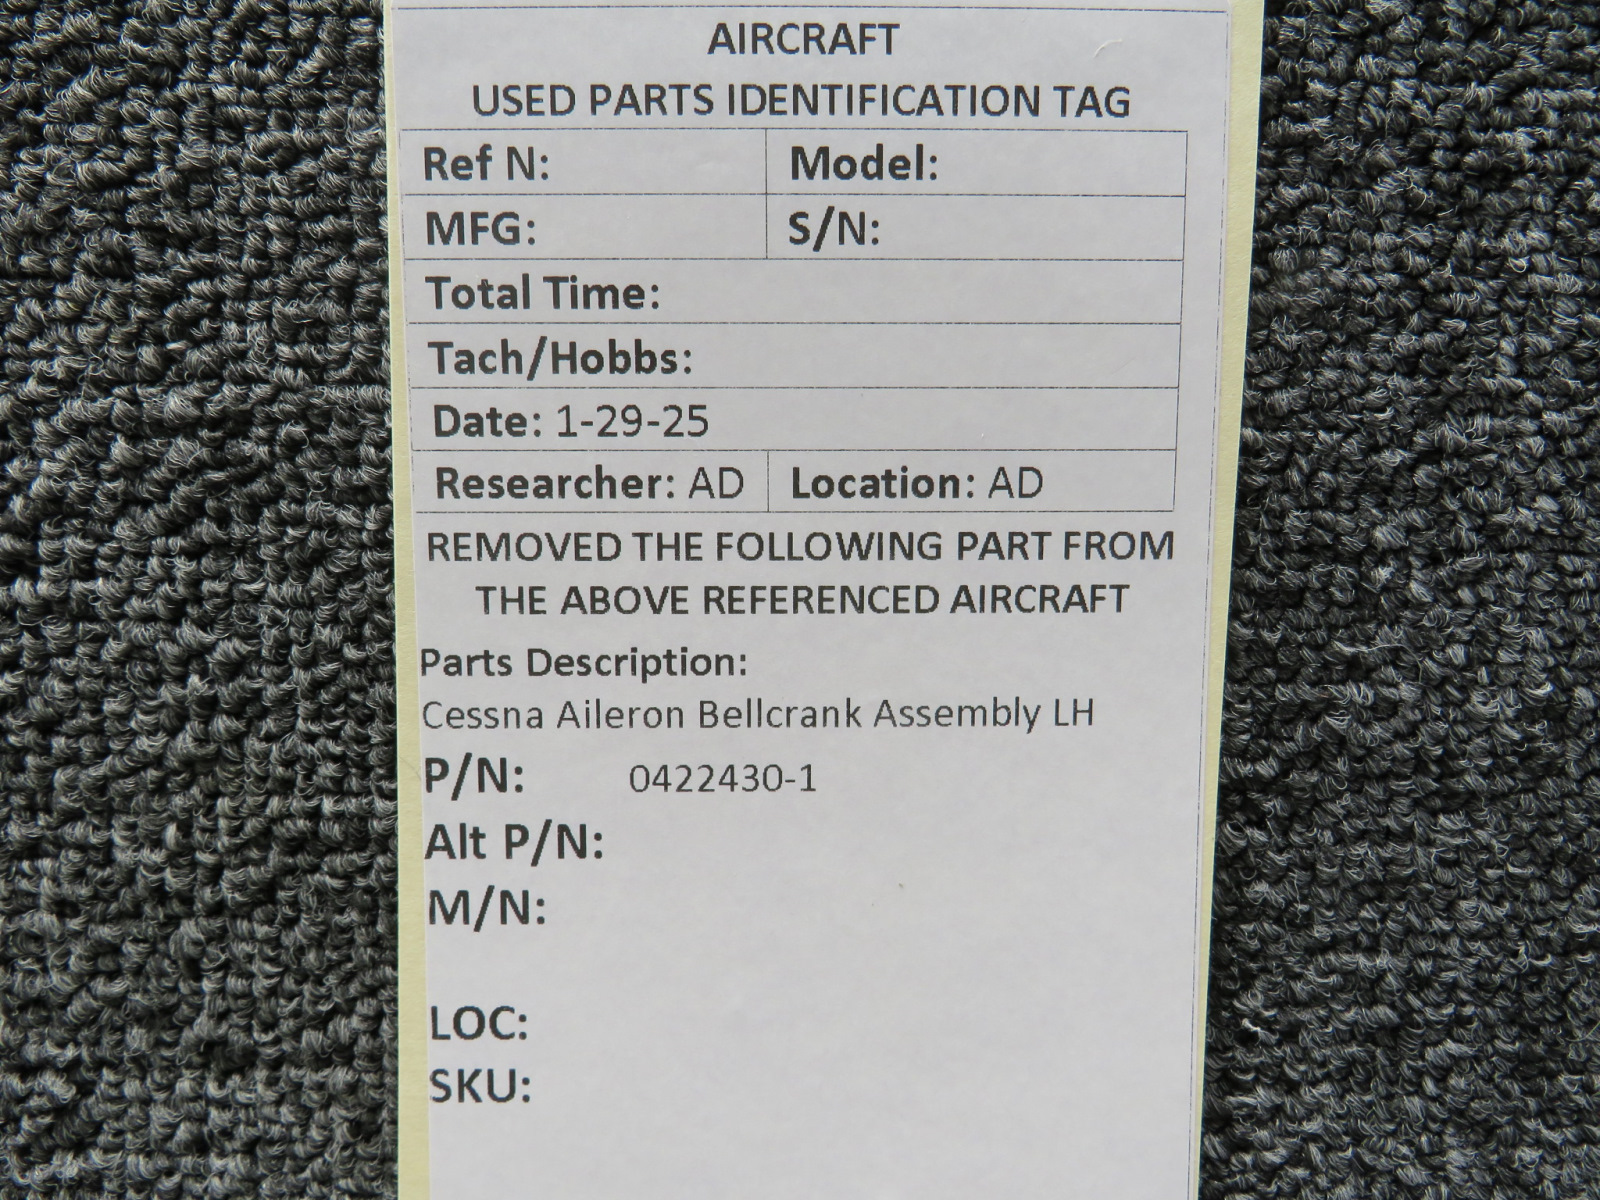 AIRCRAFT
USED PARTS IDENTIFICATION TAG
Ref N: Model:
MFG: S/N:
Total Time:
Tach/Hobbs:
Date: 1-29-25
Researcher: AD Location: AD
REMOVED THE FOLLOWING PART FROM
THE ABOVE REFERENCED AIRCRAFT
Parts Description:
Cessna Aileron Bellcrank Assembly LH
P/N: 0422430-1
Alt P/N:
M/N:
LOC:
SKU: